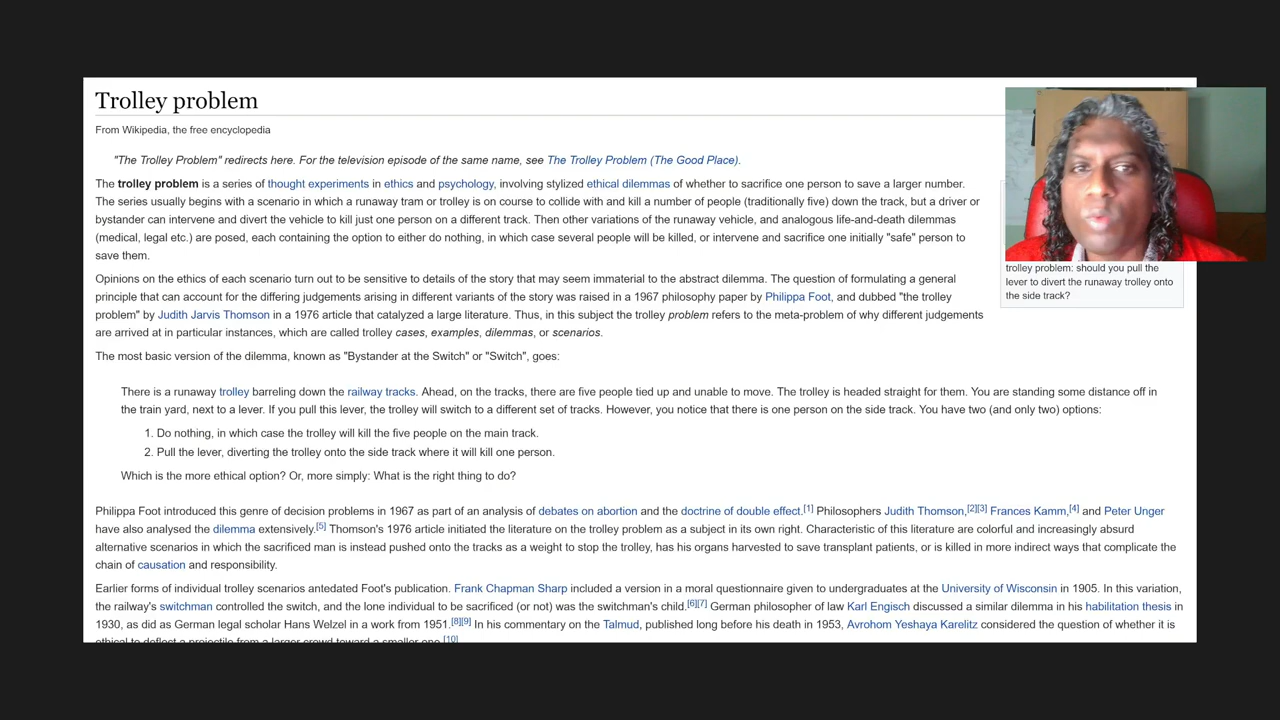 Trolley problem
From Wikipedia, the free encyclopedia
"The Trolley Problem" redirects here. For the television episode of the same name, see The Trolley Problem (The Good Place).
The trolley problem is a series of thought experiments in ethics and psychology, involving stylized ethical dilemmas of whether to sacrifice one person to save a larger number.
The series usually begins with a scenario in which a runaway tram or trolley is on course to collide with and kill a number of people (traditionally five) down the track, but a driver or
bystander can intervene and divert the vehicle to kill just one person on a different track. Then other variations of the runaway vehicle, and analogous life-and-death dilemmas
(medical, legal etc.) are posed, each containing the option to either do nothing, in which case several people will be killed, or intervene and sacrifice one initially "safe" person to
save them.
trolley problem: should you pull the
lever to divert the runaway trolley onto
the side track?
Opinions on the ethics of each scenario turn out to be sensitive to details of the story that may seem immaterial to the abstract dilemma. The question of formulating a general
principle that can account for the differing judgements arising in different variants of the story was raised in a 1967 philosophy paper by Philippa Foot, and dubbed "the trolley
problem" by Judith Jarvis Thomson in a 1976 article that catalyzed a large literature. Thus, in this subject the trolley problem refers to the meta-problem of why different judgements
are arrived at in particular instances, which are called trolley cases, examples, dilemmas, or scenarios.
The most basic version of the dilemma, known as "Bystander at the Switch" or "Switch", goes:
There is a runaway trolley barreling down the railway tracks. Ahead, on the tracks, there are five people tied up and unable to move. The trolley is headed straight for them. You are standing some distance off in
the train yard, next to a lever. If you pull this lever, the trolley will switch to a different set of tracks. However, you notice that there is one person on the side track. You have two (and only two) options:
1. Do nothing, in which case the trolley will kill the five people on the main track.
2. Pull the lever, diverting the trolley onto the side track where it will kill one person.
Which is the more ethical option? Or, more simply: What is the right thing to do?
Philippa Foot introduced this genre of decision problems in 1967 as part of an analysis of debates on abortion and the doctrine of double effect.[1] Philosophers Judith Thomson,[2][3] Frances Kamm,[4] and Peter Unger
have also analysed the dilemma extensively.[5] Thomson's 1976 article initiated the literature on the trolley problem as a subject in its own right. Characteristic of this literature are colorful and increasingly absurd
alternative scenarios in which the sacrificed man is instead pushed onto the tracks as a weight to stop the trolley, has his organs harvested to save transplant patients, or is killed in more indirect ways that complicate the
chain of causation and responsibility.
Earlier forms of individual trolley scenarios antedated Foot's publication. Frank Chapman Sharp included a version in a moral questionnaire given to undergraduates at the University of Wisconsin in 1905. In this variation,
the railway's switchman controlled the switch, and the lone individual to be sacrificed (or not) was the switchman's child.[6][7] German philosopher of law Karl Engisch discussed a similar dilemma in his habilitation thesis in
1930, as did as German legal scholar Hans Welzel in a work from 1951.[8][9] In his commentary on the Talmud, published long before his death in 1953, Avrohom Yeshaya Karelitz considered the question of whether it is
ethical to deflect a projectile from a larger crowd toward a smaller one.[10]